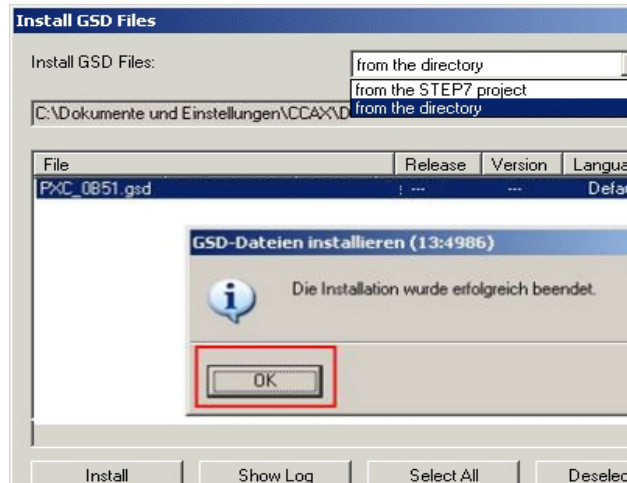 Install GSD Files
Install GSD Files:
from the directory
from the STEP7 project
from the directory
C:\Dokumente und Einstellungen\CCAX\D
File Release Version Langua
PXC_0B51.gsd --- --- Defau
GSD-Dateien installieren (13:4986)
Die Installation wurde erfolgreich beendet.
OK
Install Show Log Select All Deselec